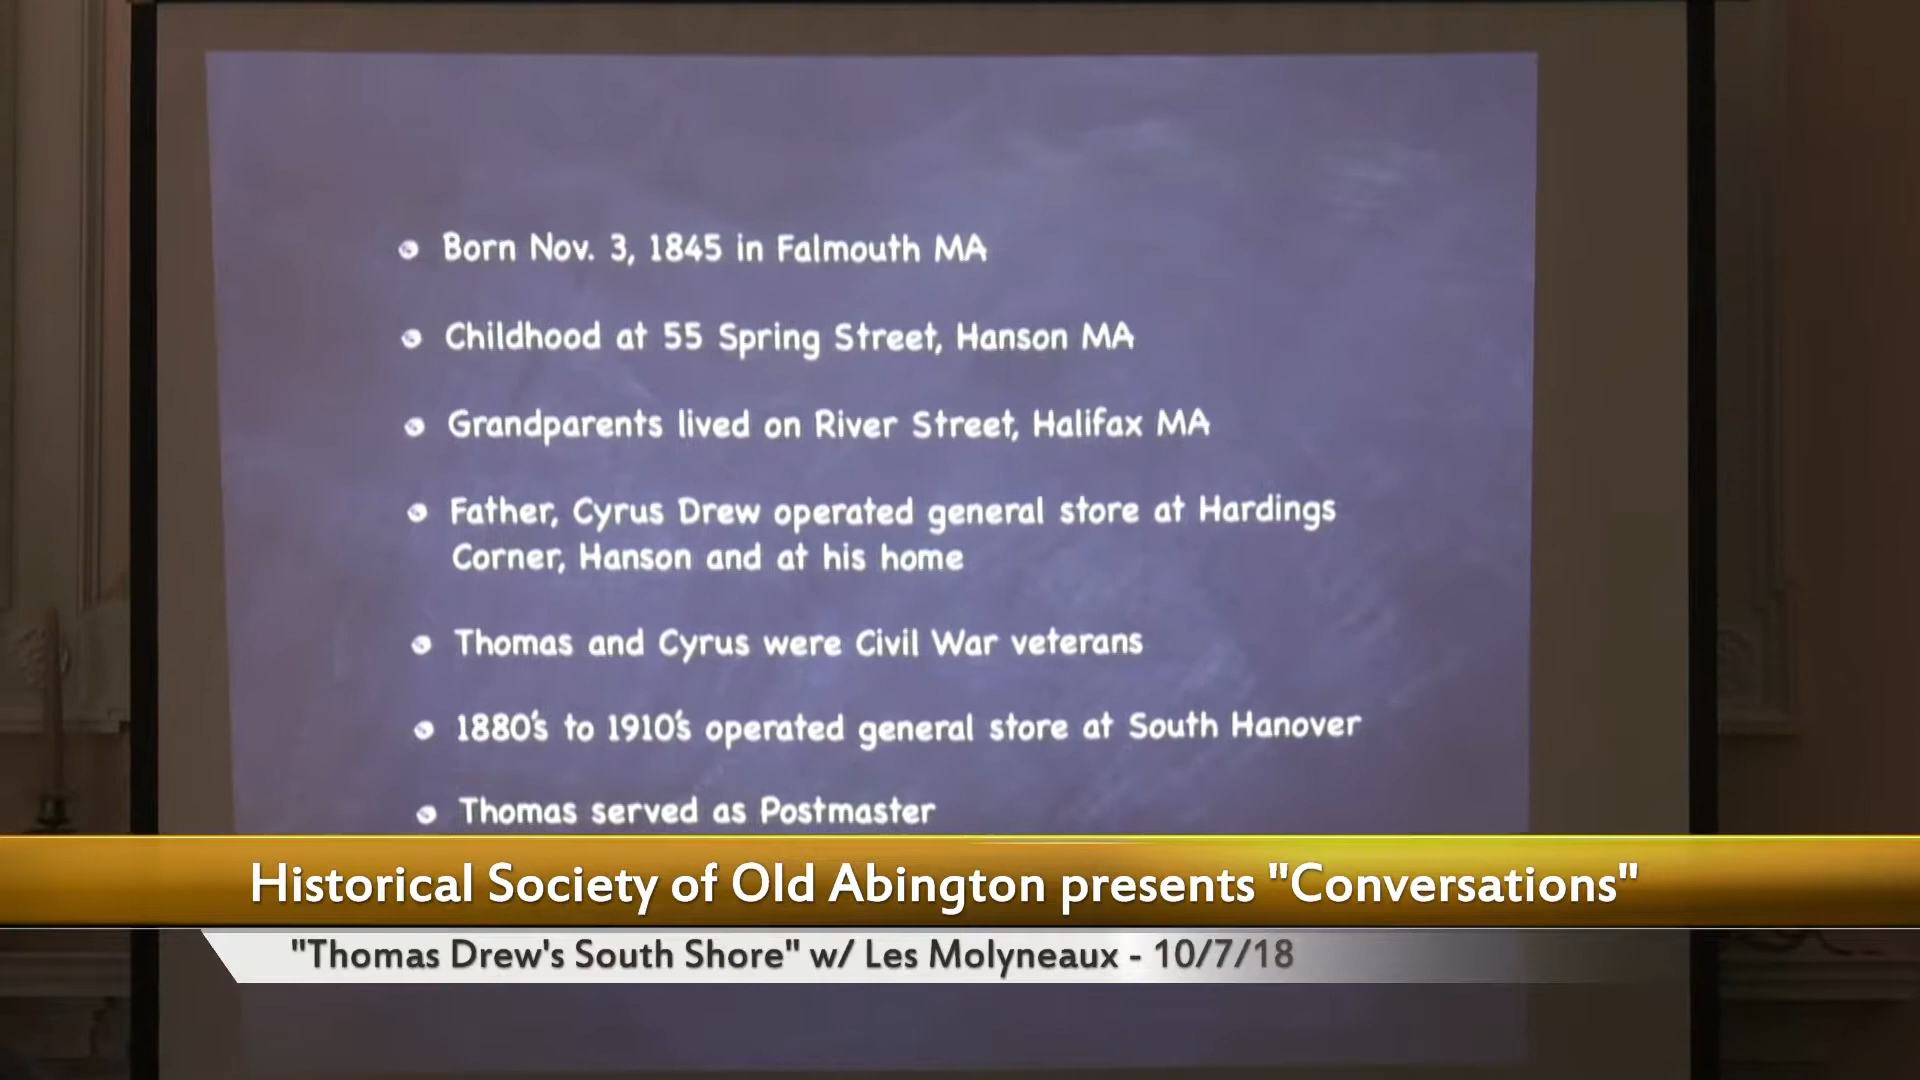 Born Nov. 3, 1845 in Falmouth MA
Childhood at 55 Spring Street, Hanson MA
Grandparents lived on River Street, Halifax MA
Father, Cyrus Drew operated general store at Hardings
Corner, Hanson and at his home
Thomas and Cyrus were Civil War veterans
1880's to 1910's operated general store at South Hanover
Thomas served as Postmaster
Historical Society of Old Abington presents "Conversations"
"Thomas Drew's South Shore" w/ Les Molyneaux - 10/7/18